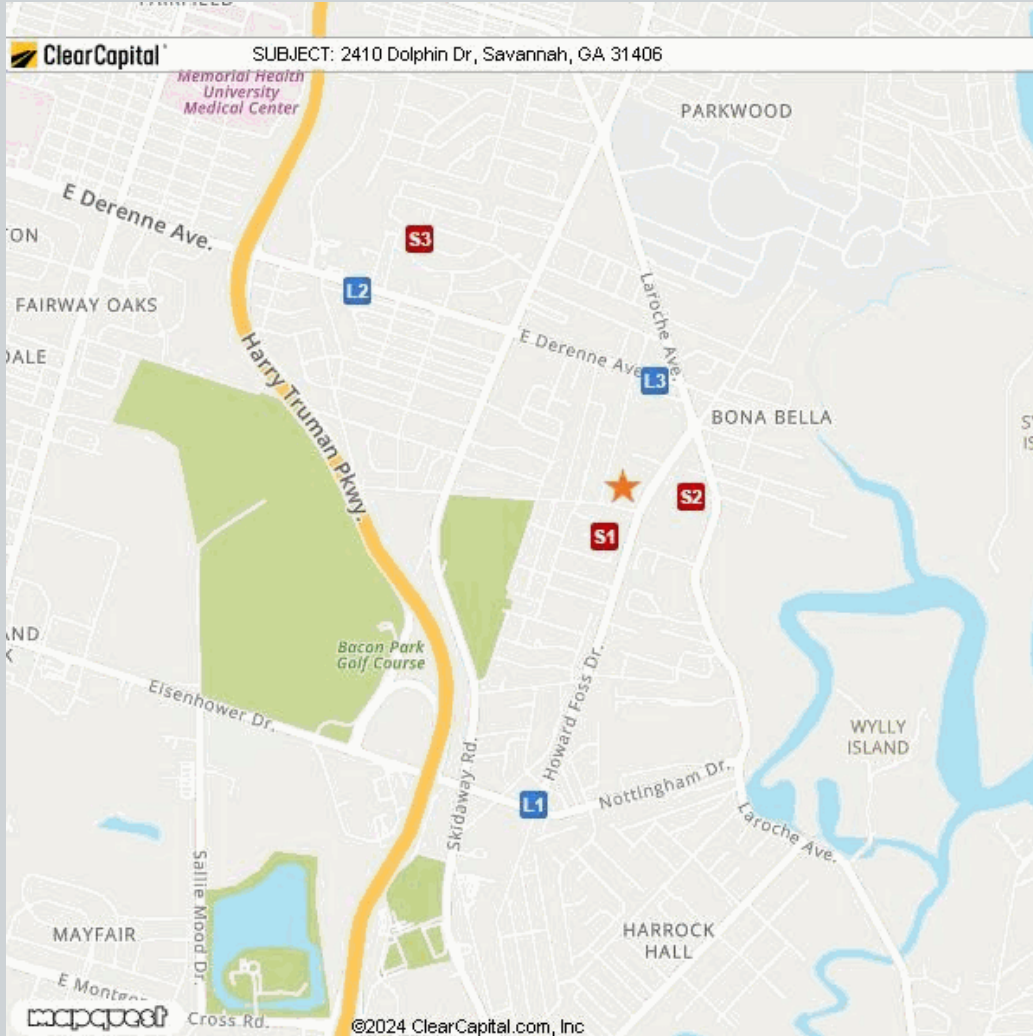 FAIRFIELD
ClearCapital
SUBJECT: 2410 Dolphin Dr, Savannah, GA 31406
Memorial Health
University
Medical Center
PARKWOOD
E Derenne Ave.
S3
L2
FAIRWAY OAKS
Laroche Ave.
E Derenne Ave.
L3
Harry Truman Pkwy.
BONA BELLA
S2
S1
Bacon Park
Golf Course
Eisenhower Dr.
Howard Foss Dr.
WYLLY
ISLAND
Skidaway Rd.
L1
Nottingham Dr.
Laroche Ave.
Sallie Mood Dr.
MAYFAIR
HARROCK
HALL
E Montgo
mapquest
Cross Rd.
©2024 ClearCapital.com, Inc